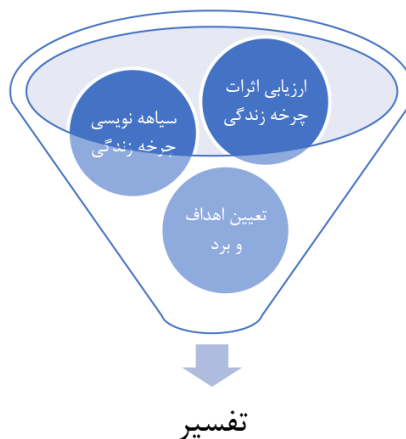 ارزیابی اثرات
چرخه زندگی
سیاهه نویسی
چرخه زندگی
تعیین اهداف
و برد
تفسیر